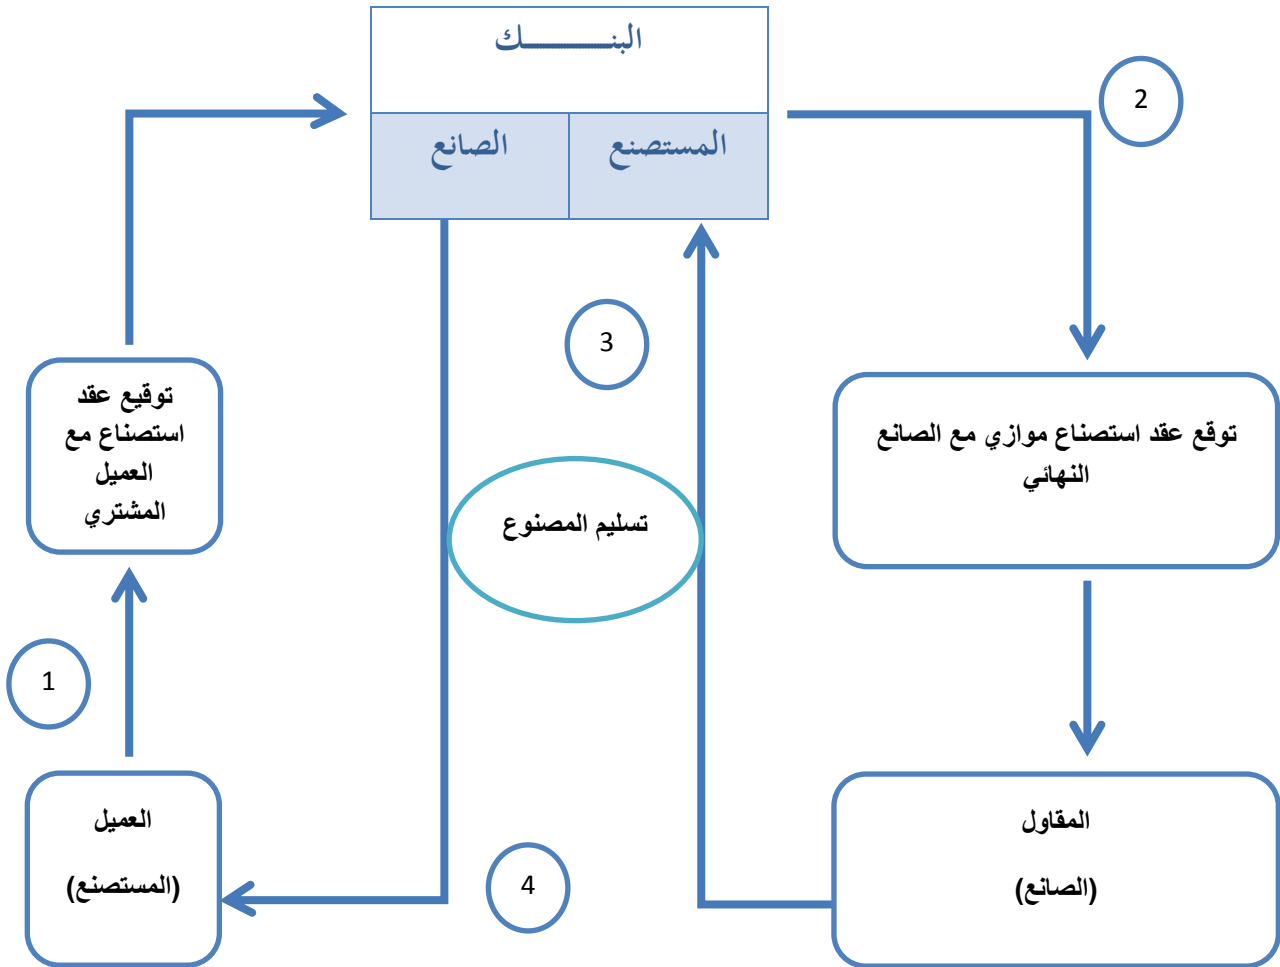 البنـــــــــــك
المستصنع
الصانع
2
3
توقيع عقد
استصناع مع
العميل
المشتري
توقع عقد استصناع موازي مع الصانع
النهائي
تسليم المصنوع
1
العميل
(المستصنع)
4
المقاول
(الصانع)